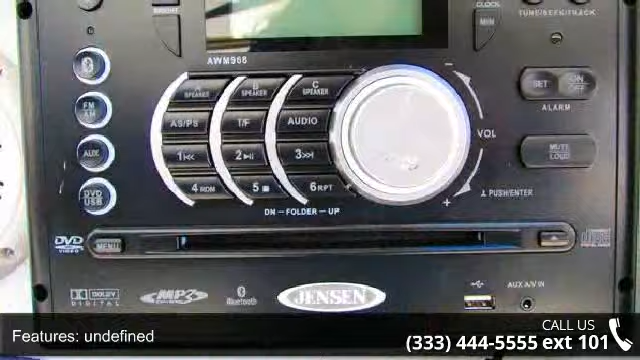 TUNE/SEEK/TRACK
CLOCK
MIN
AWM968
A SPEAKER
B SPEAKER
C SPEAKER
SET
ON OFF
ALARM
FM AM
AS/PS
T/F
AUDIO
VOL
AUX
1
2
3
MUTE
LOUD
DVD USB
4 RDM
5
6 RPT
PUSH/ENTER
DN - FOLDER - UP
DVD VIDEO
MENU
DOLBY DIGITAL
MP3
Bluetooth
JENSEN
AUX A/V IN
Features: undefined
CALL US
(333) 444-5555 ext 101